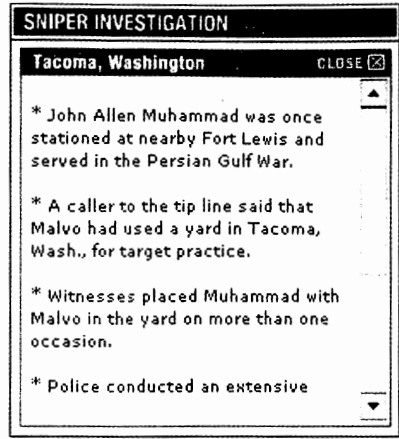 SNIPER INVESTIGATION
Tacoma, Washington CLOSE
* John Allen Muhammad was once
stationed at nearby Fort Lewis and
served in the Persian Gulf War.
* A caller to the tip line said that
Malvo had used a yard in Tacoma,
Wash., for target practice.
* Witnesses placed Muhammad with
Malvo in the yard on more than one
occasion.
* Police conducted an extensive